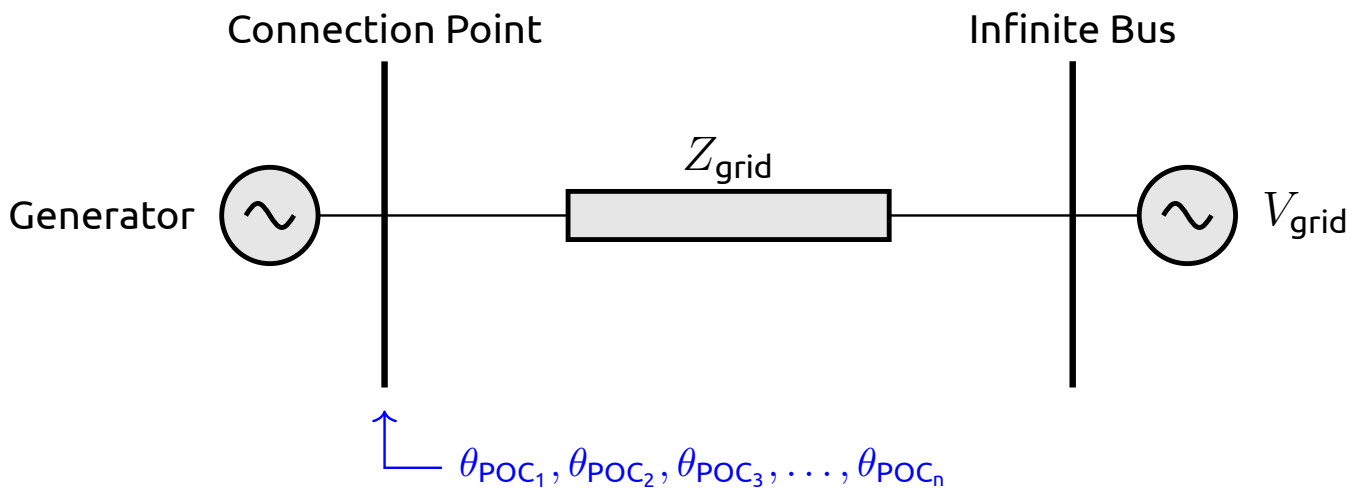 Connection Point
Infinite Bus
Z_grid
Generator
V_grid
θ_POC₁, θ_POC₂, θ_POC₃, . . . , θ_POCₙ